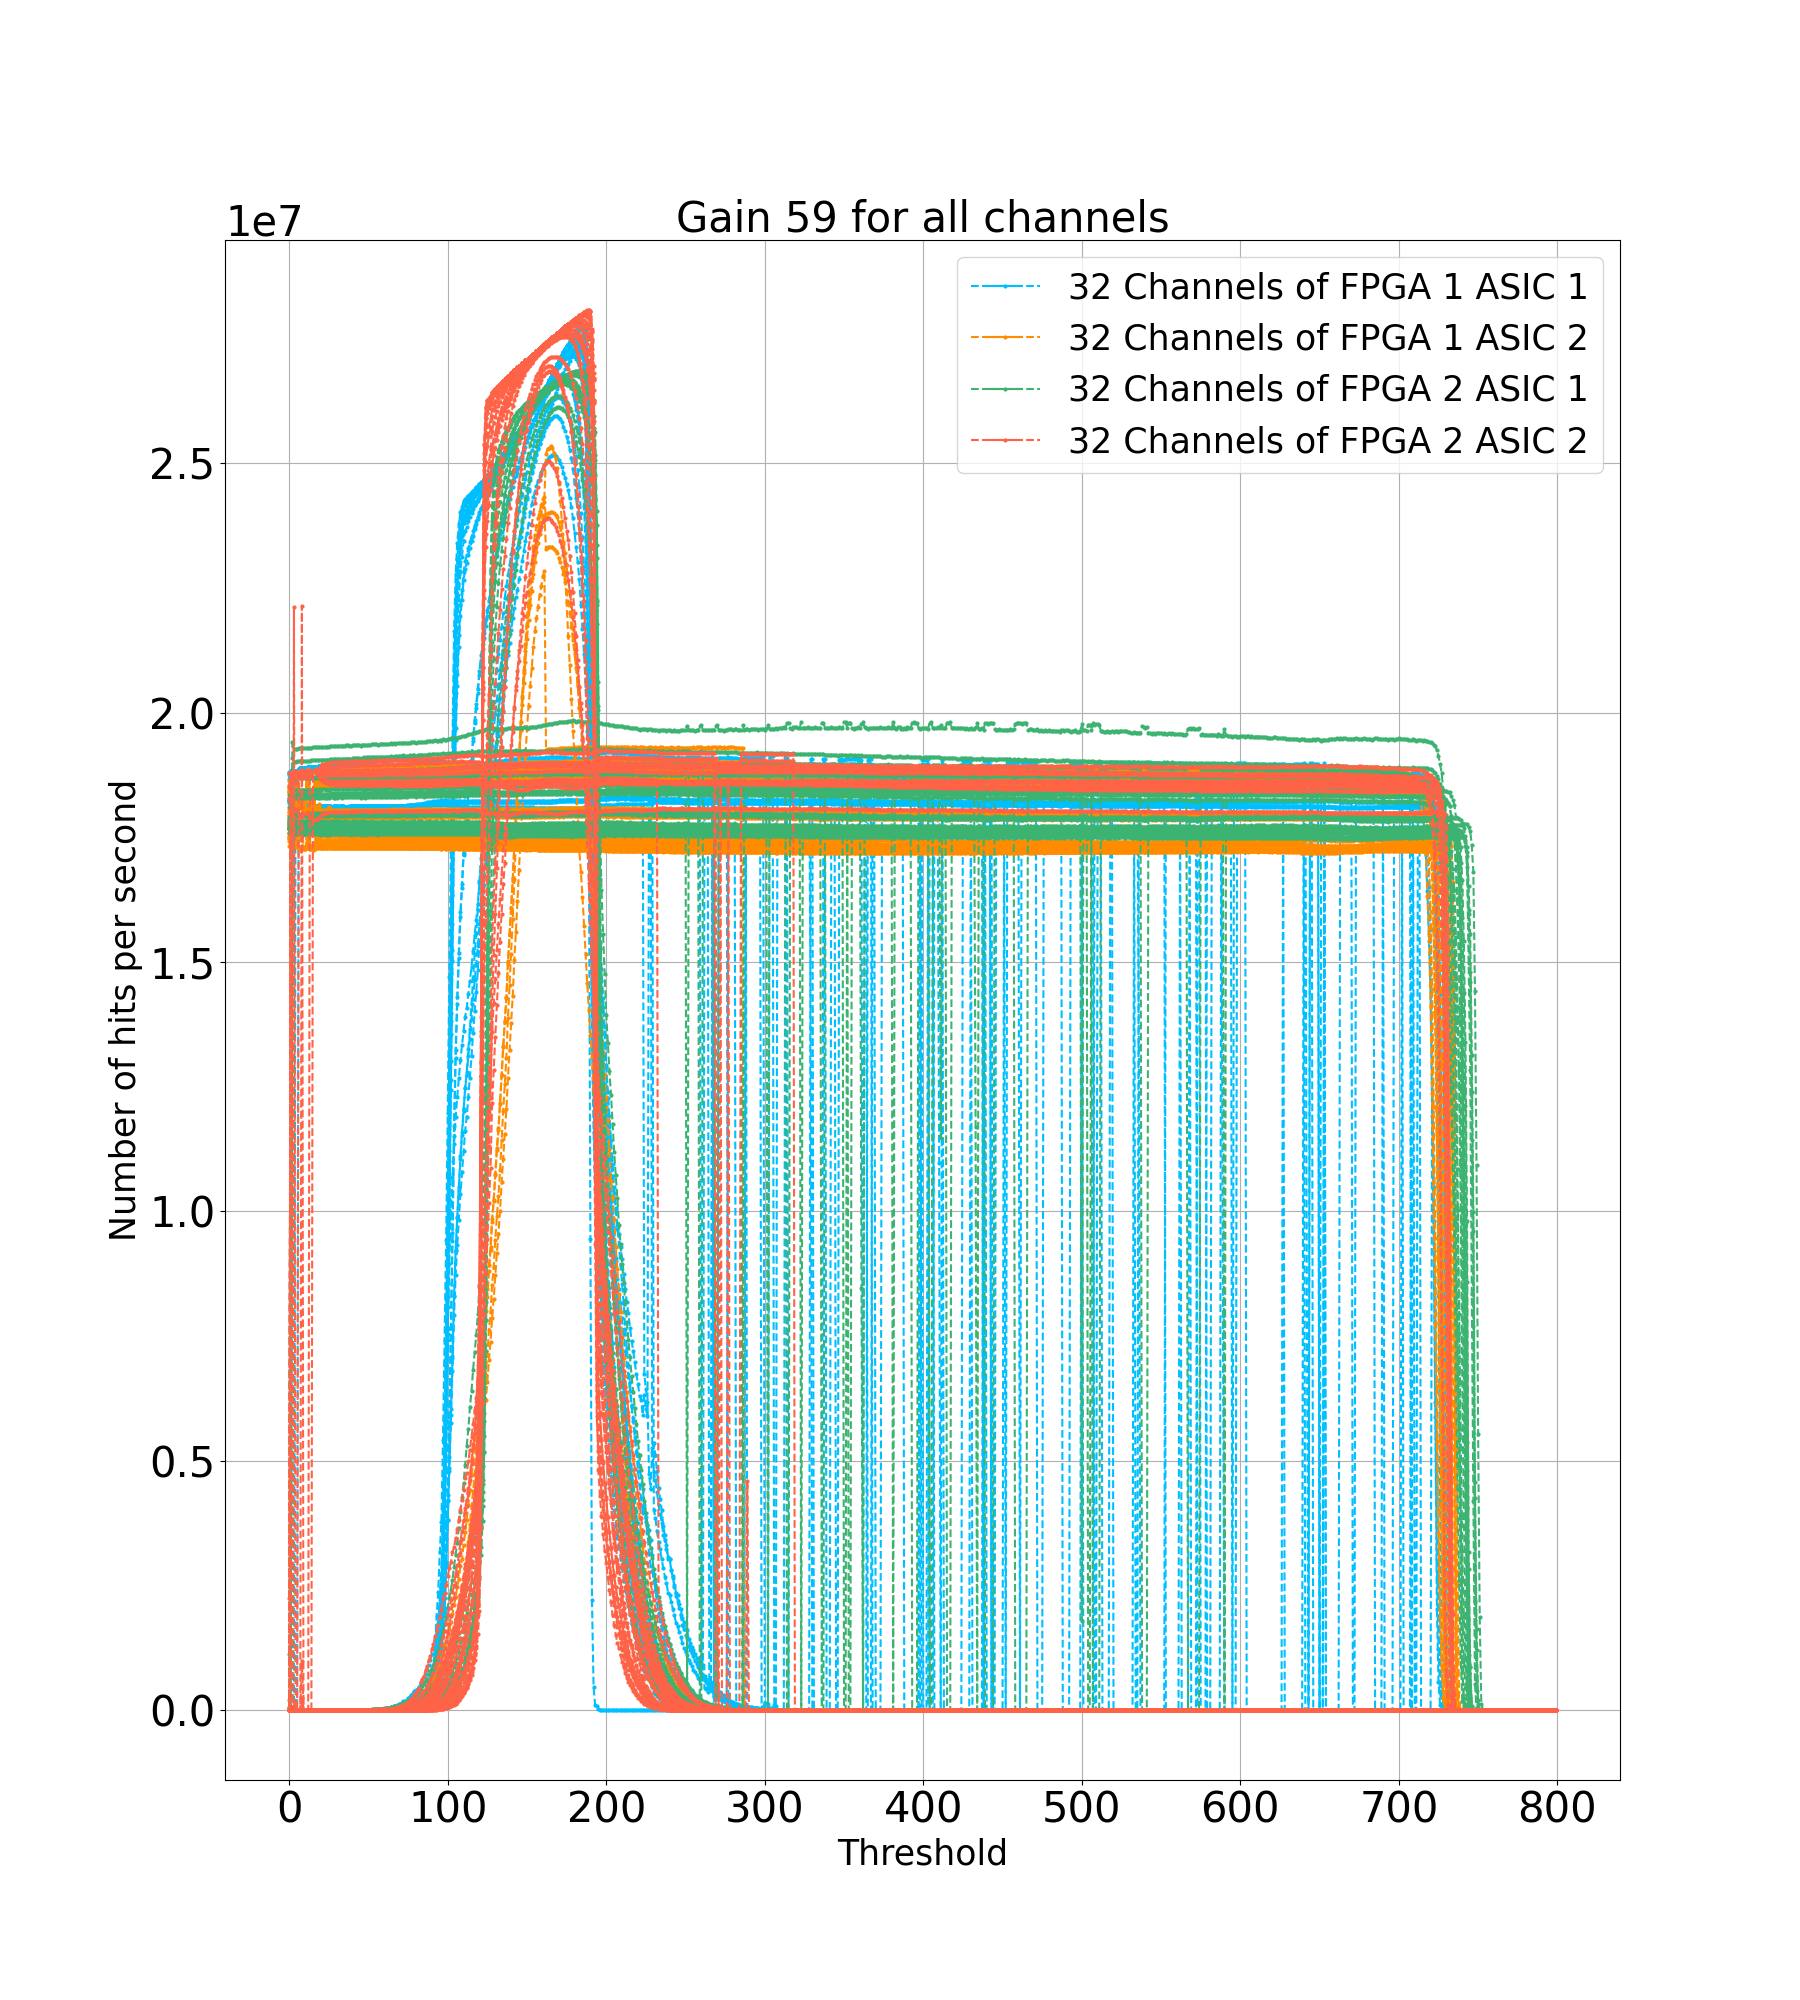 1e7
Gain 59 for all channels
32 Channels of FPGA 1 ASIC 1
32 Channels of FPGA 1 ASIC 2
32 Channels of FPGA 2 ASIC 1
32 Channels of FPGA 2 ASIC 2
2.5
2.0
1.5
1.0
0.5
0.0
Number of hits per second
0 100 200 300 400 500 600 700 800
Threshold